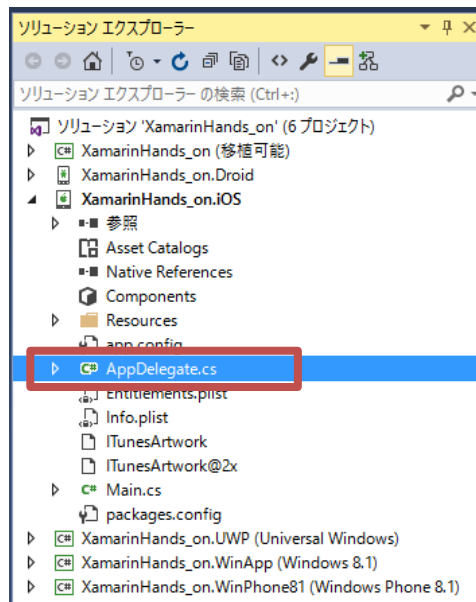 ソリューション エクスプローラー
ソリューション エクスプローラー の検索 (Ctrl+:)
ソリューション 'XamarinHands_on' (6 プロジェクト)
C# XamarinHands_on (移植可能)
XamarinHands_on.Droid
XamarinHands_on.iOS
参照
Asset Catalogs
Native References
Components
Resources
app.config
C# AppDelegate.cs
Entitlements.plist
Info.plist
ITunesArtwork
ITunesArtwork@2x
C# Main.cs
packages.config
C# XamarinHands_on.UWP (Universal Windows)
C# XamarinHands_on.WinApp (Windows 8.1)
C# XamarinHands_on.WinPhone81 (Windows Phone 8.1)